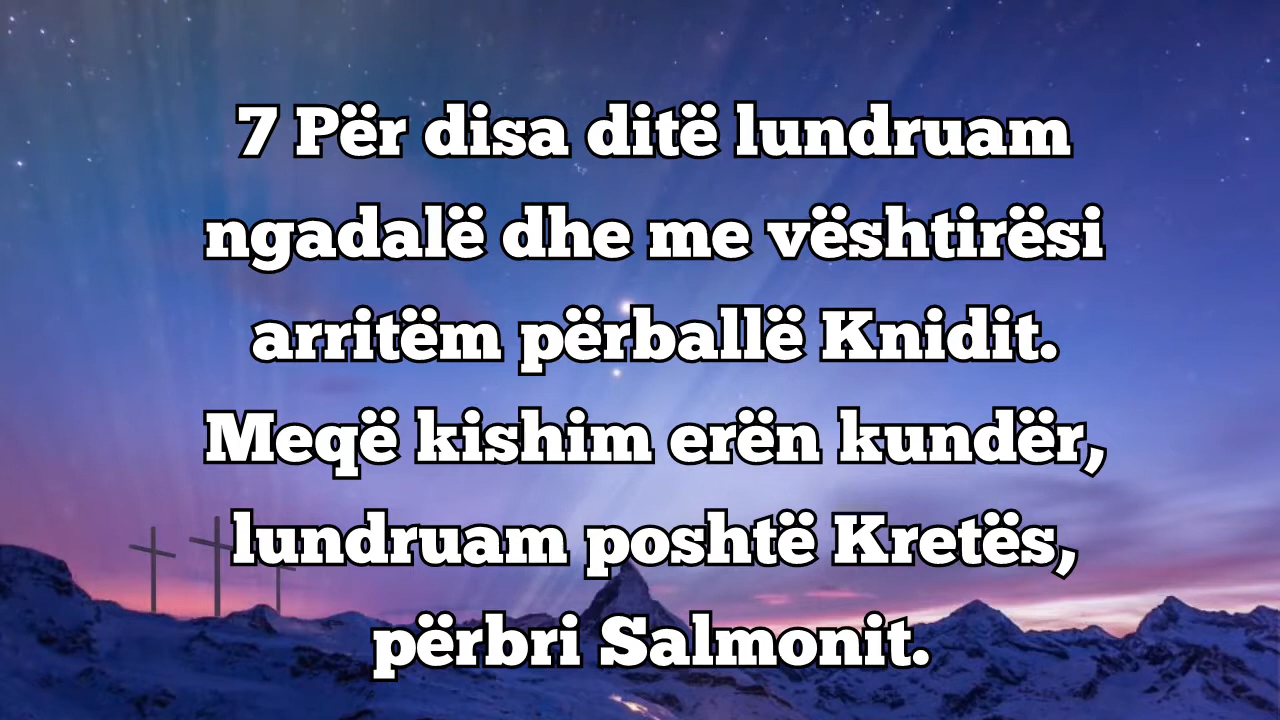 7 Për disa ditë lundruam
ngadalë dhe me vështirësi
arritëm përballë Knidit.
Meqë kishim erën kundër,
lundruam poshtë Kretës,
përbri Salmonit.